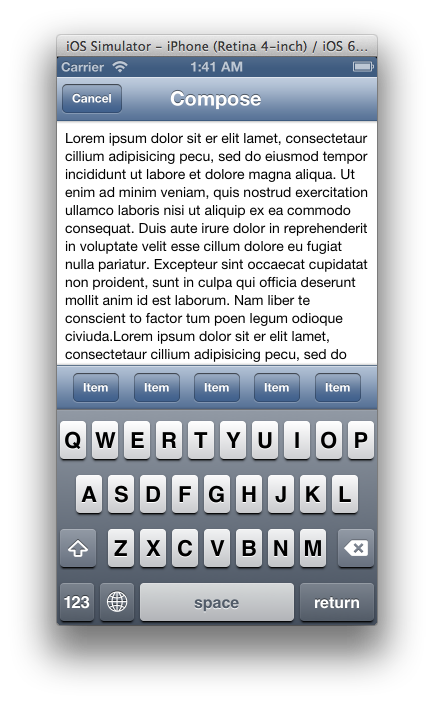 iOS Simulator – iPhone (Retina 4-inch) / iOS 6...
Carrier 1:41 AM
Cancel Compose
Lorem ipsum dolor sit er elit lamet, consectetaur
cillium adipisicing pecu, sed do eiusmod tempor
incididunt ut labore et dolore magna aliqua. Ut
enim ad minim veniam, quis nostrud exercitation
ullamco laboris nisi ut aliquip ex ea commodo
consequat. Duis aute irure dolor in reprehenderit
in voluptate velit esse cillum dolore eu fugiat
nulla pariatur. Excepteur sint occaecat cupidatat
non proident, sunt in culpa qui officia deserunt
mollit anim id est laborum. Nam liber te
conscient to factor tum poen legum odioque
civiuda.Lorem ipsum dolor sit er elit lamet,
consectetaur cillium adipisicing pecu, sed do
Item Item Item Item Item
Q W E R T Y U I O P
A S D F G H J K L
Z X C V B N M
123 space return